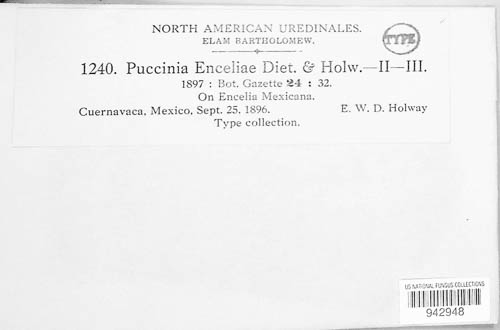 NORTH AMERICAN UREDINALES.
ELAM BARTHOLOMEW.
TYPE
1240. Puccinia Enceliae Diet. & Holw.—II—III.
1897 : Bot. Gazette 24 : 32.
On Encelia Mexicana.
Cuernavaca, Mexico, Sept. 25, 1896. E. W. D. Holway
Type collection.
US NATIONAL FUNGUS COLLECTIONS
942948